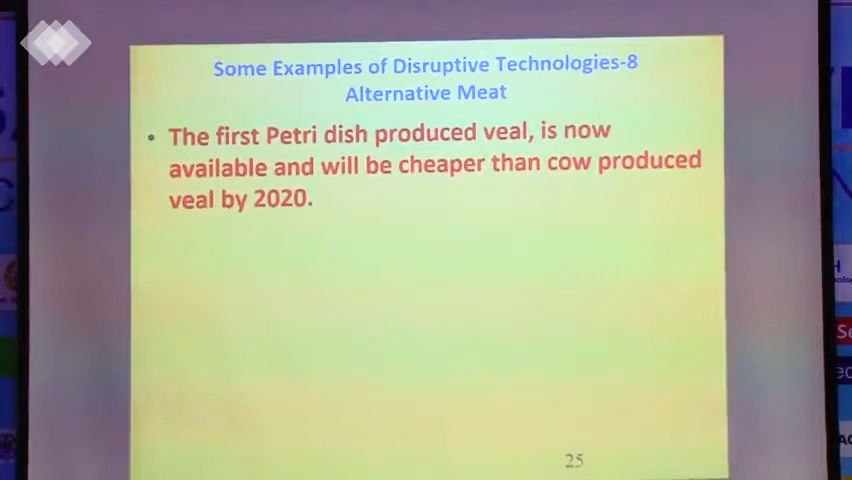 Some Examples of Disruptive Technologies-8
Alternative Meat
• The first Petri dish produced veal, is now
available and will be cheaper than cow produced
veal by 2020.
25